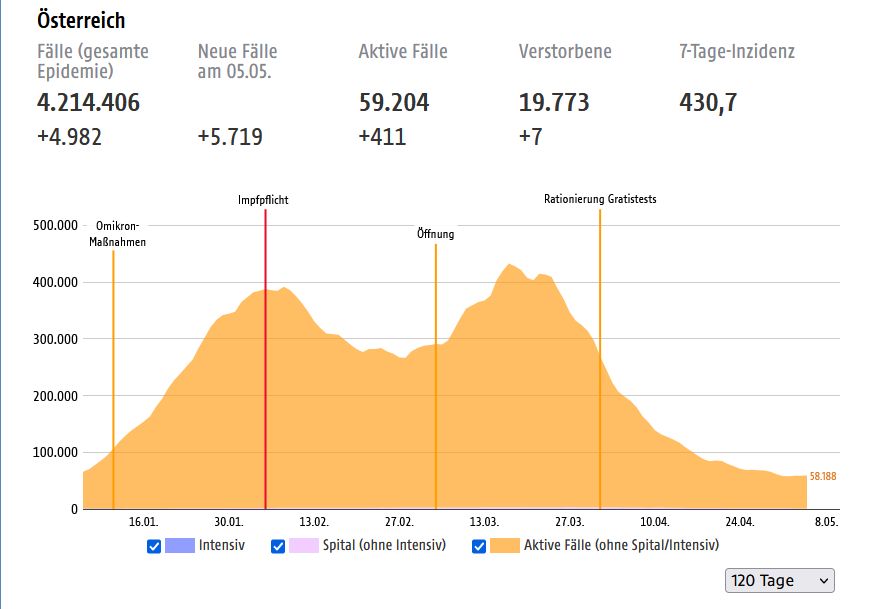 Österreich
Fälle (gesamte Epidemie)
Neue Fälle am 05.05.
Aktive Fälle
Verstorbene
7-Tage-Inzidenz
4.214.406
59.204
19.773
430,7
+4.982
+5.719
+411
+7
Omikron-
Maßnahmen
Impfpflicht
Öffnung
Rationierung Gratistests
500.000
400.000
300.000
200.000
100.000
0
58.188
16.01.
30.01.
13.02.
27.02.
13.03.
27.03.
10.04.
24.04.
8.05.
Intensiv
Spital (ohne Intensiv)
Aktive Fälle (ohne Spital/Intensiv)
120 Tage